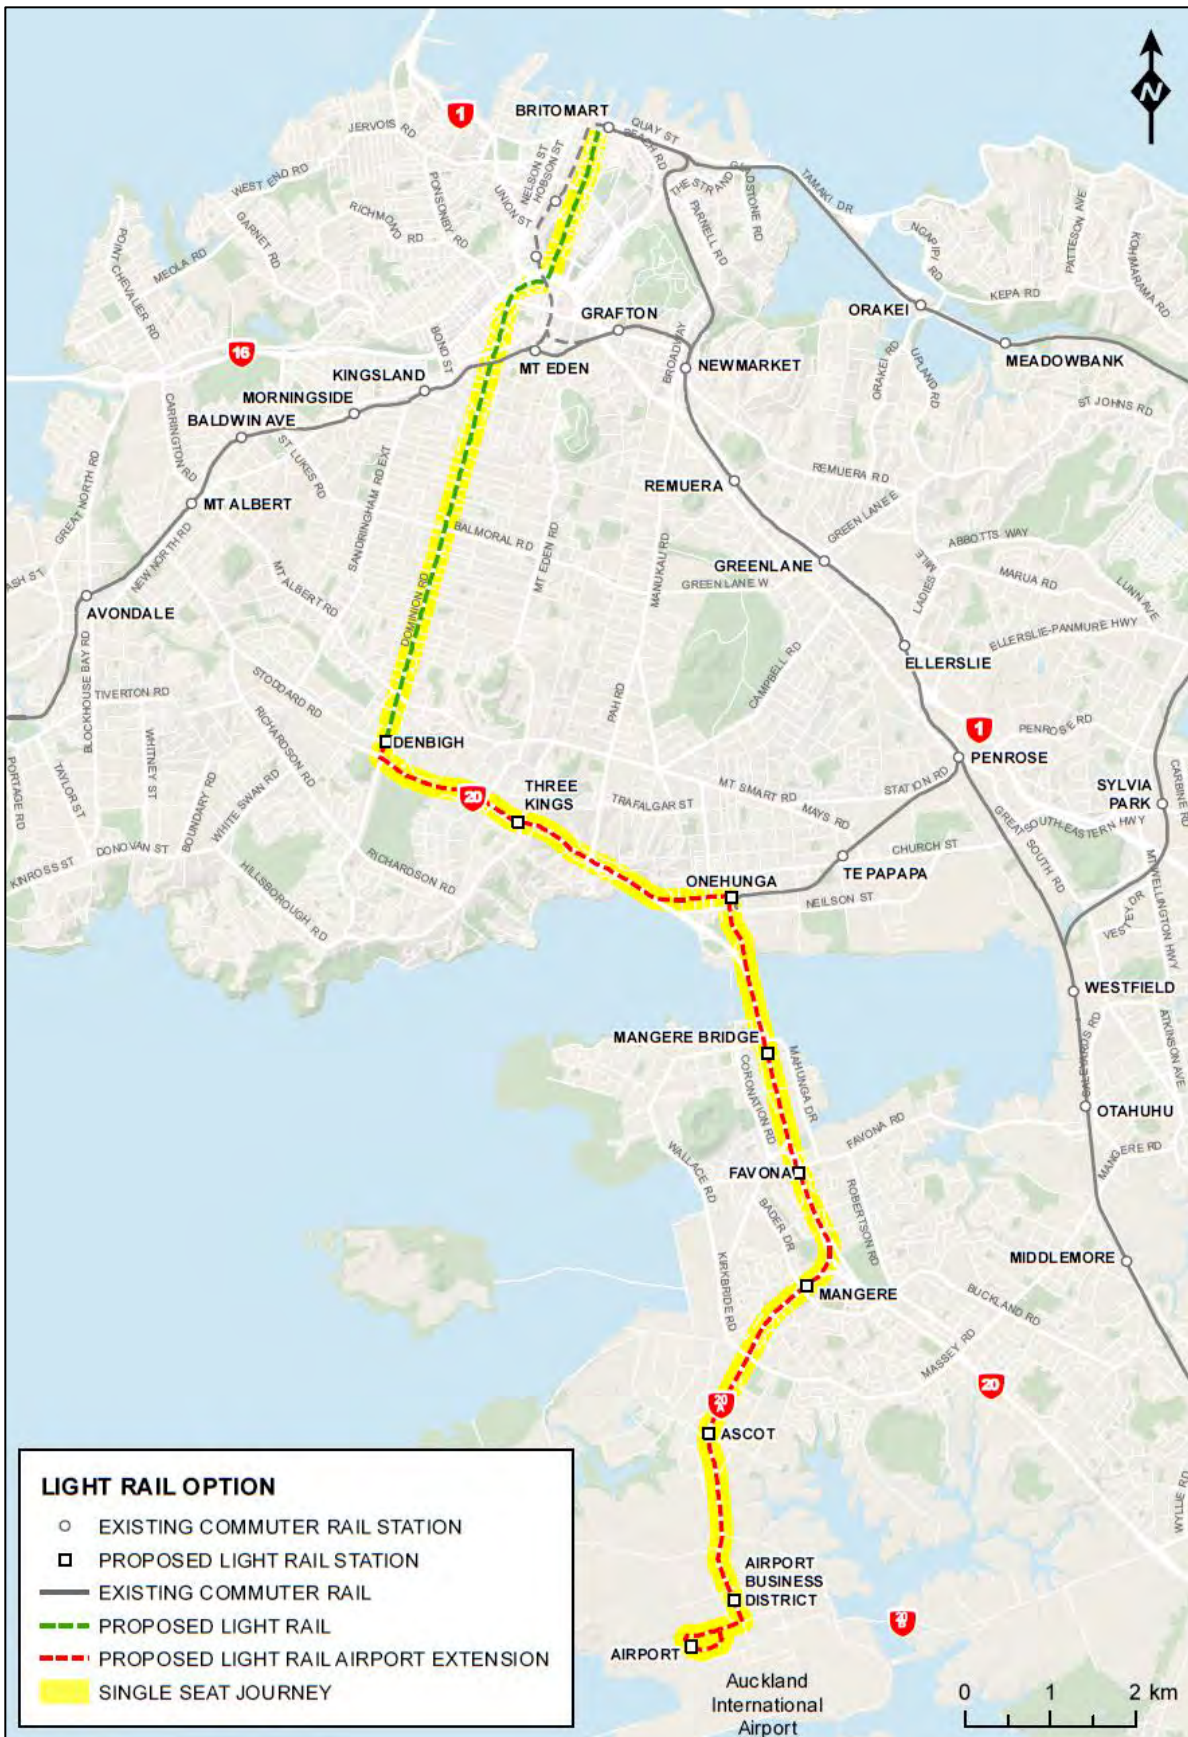 BRITOMART
QUAY ST
BEACH RD
1
JERVOIS RD
NELSON ST
HOBSON ST
UNION ST
THE STRAND
GLADSTONE RD
TAMAKI DR
WEST END RD
PONSONBY RD
RICHMOND RD
PARNELL RD
NGAPIPI RD
PATTESON AVE
KOHIMARAMA RD
GARNET RD
POINT CHEVALIER RD
MEOLA RD
KEPA RD
ORAKEI
GRAFTON
BROADWAY
16
BOND ST
MT EDEN
NEWMARKET
ORAKEI RD
UPLAND RD
MEADOWBANK
KINGSLAND
MORNINGSIDE
BALDWIN AVE
CARRINGTON RD
ST LUKES RD
ST JOHNS RD
GREAT NORTH RD
SANDRINGHAM RD EXT
REMUERA RD
REMUERA
MT ALBERT
NEW NORTH RD
BALMORAL RD
MT EDEN RD
MANUKAU RD
GREEN LANE E
ABBOTTS WAY
ASH ST
MT ALBERT RD
GREEN LANE W
GREENLANE
LADIES MILE
MARUA RD
LUNN AVE
AVONDALE
DOMINION RD
ELLERSLIE-PANMURE HWY
ELLERSLIE
BLOCKHOUSE BAY RD
TIVERTON RD
STODDARD RD
CAMPBELL RD
PAH RD
RICHARDSON RD
DENBIGH
1
PENROSE RD
PENROSE
PORTAGE RD
TAYLOR ST
WHITNEY ST
BOUNDARY RD
WHITE SWAN RD
20
THREE
KINGS
TRAFALGAR ST
MT SMART RD
MAYS RD
STATION RD
SYLVIA
PARK
CARBINE RD
SOUTH-EASTERN HWY
GREAT SOUTH RD
KINROSS ST
DONOVAN ST
HILLSBOROUGH RD
RICHARDSON RD
CHURCH ST
TE PAPAPA
ONEHUNGA
NEILSON ST
MT WELLINGTON HWY
VESTEY DR
WESTFIELD
ATKINSON AVE
MANGERE BRIDGE
CORONATION RD
MAHUNGA DR
OTAHUHU
FAVONA RD
MANGERE RD
WALLACE RD
FAVONA
BADER DR
ROBERTSON RD
KIRKBRIDE RD
MIDDLEMORE
MANGERE
BUCKLAND RD
MASSEY RD
20
20
A
ASCOT
WYLLIE RD
AIRPORT
BUSINESS
DISTRICT
20
B
AIRPORT
Auckland
International
Airport
0 1 2 km
N
LIGHT RAIL OPTION
EXISTING COMMUTER RAIL STATION
PROPOSED LIGHT RAIL STATION
EXISTING COMMUTER RAIL
PROPOSED LIGHT RAIL
PROPOSED LIGHT RAIL AIRPORT EXTENSION
SINGLE SEAT JOURNEY